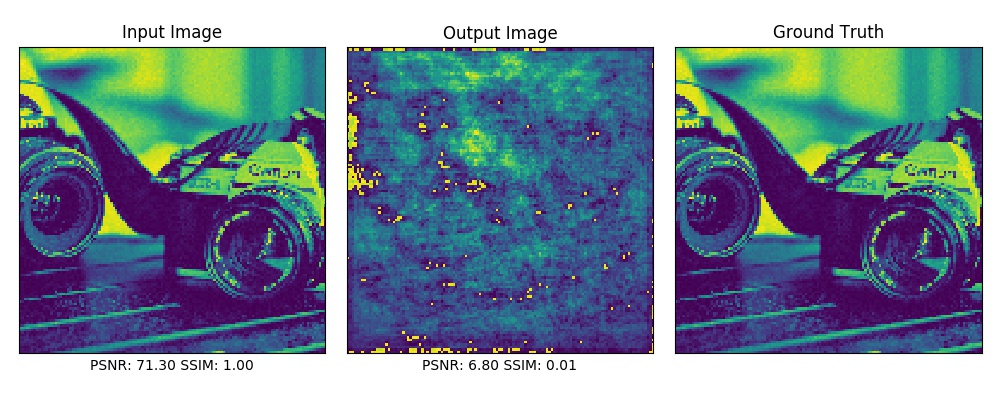 Input Image
Output Image
Ground Truth
Canon
Canon
PSNR: 71.30 SSIM: 1.00
PSNR: 6.80 SSIM: 0.01